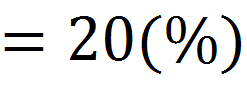 = 20(%)